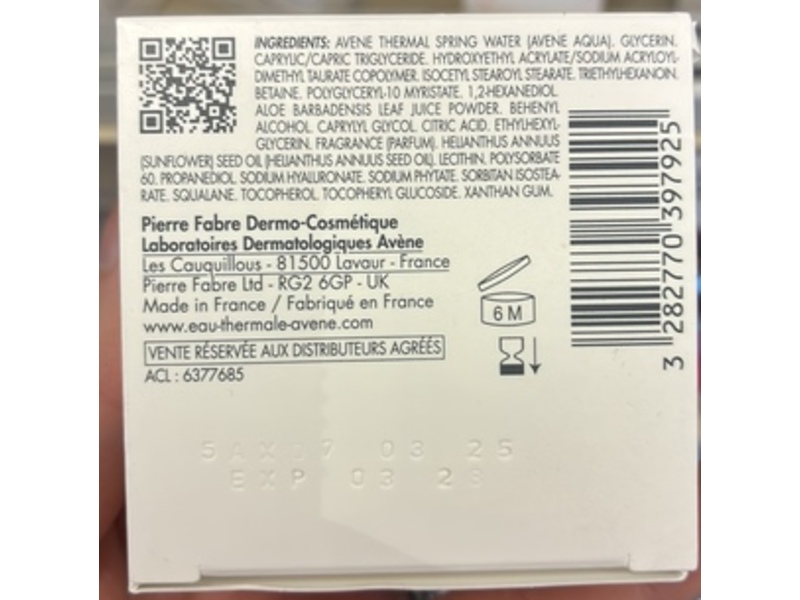 INGREDIENTS: AVENE THERMAL SPRING WATER (AVENE AQUA). GLYCERIN.
CAPRYLIC/CAPRIC TRIGLYCERIDE. HYDROXYETHYL ACRYLATE/SODIUM ACRYLOYL-
DIMETHYL TAURATE COPOLYMER. ISOCETYL STEAROYL STEARATE. TRIETHYLHEXANOIN.
BETAINE. POLYGLYCERYL-10 MYRISTATE. 1,2-HEXANEDIOL.
ALOE BARBADENSIS LEAF JUICE POWDER. BEHENYL
ALCOHOL. CAPRYLYL GLYCOL. CITRIC ACID. ETHYLHEXYL-
GLYCERIN. FRAGRANCE (PARFUM). HELIANTHUS ANNUUS
(SUNFLOWER) SEED OIL (HELIANTHUS ANNUUS SEED OIL). LECITHIN. POLYSORBATE
60. PROPANEDIOL. SODIUM HYALURONATE. SODIUM PHYTATE. SORBITAN ISOSTEA-
RATE. SQUALANE. TOCOPHEROL. TOCOPHERYL GLUCOSIDE. XANTHAN GUM.
Pierre Fabre Dermo-Cosmétique
Laboratoires Dermatologiques Avène
Les Cauquillous - 81500 Lavaur - France
Pierre Fabre Ltd - RG2 6GP - UK
Made in France / Fabriqué en France
www.eau-thermale-avene.com
VENTE RÉSERVÉE AUX DISTRIBUTEURS AGRÉÉS
ACL : 6377685
6 M
3 282770 397925
03 25
EXP 03 28